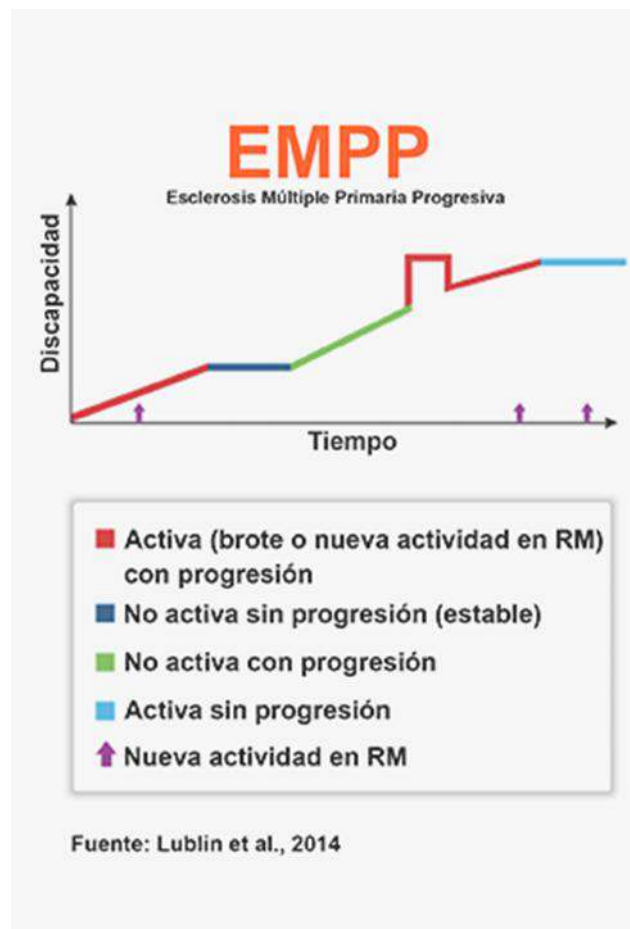 EMPP
Esclerosis Múltiple Primaria Progresiva
Discapacidad
Tiempo
Activa (brote o nueva actividad en RM)
con progresión
No activa sin progresión (estable)
No activa con progresión
Activa sin progresión
Nueva actividad en RM
Fuente: Lublin et al., 2014